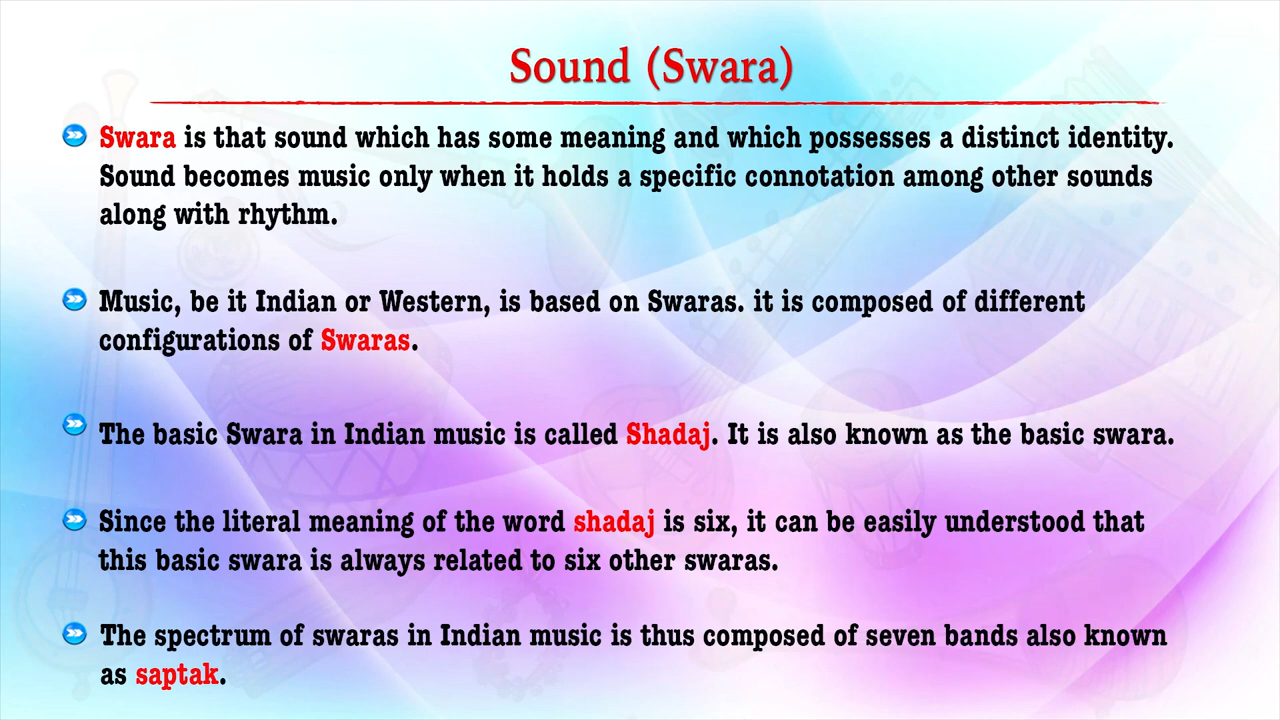 Sound (Swara)
Swara is that sound which has some meaning and which possesses a distinct identity.
Sound becomes music only when it holds a specific connotation among other sounds
along with rhythm.
Music, be it Indian or Western, is based on Swaras. it is composed of different
configurations of Swaras.
The basic Swara in Indian music is called Shadaj. It is also known as the basic swara.
Since the literal meaning of the word shadaj is six, it can be easily understood that
this basic swara is always related to six other swaras.
The spectrum of swaras in Indian music is thus composed of seven bands also known
as saptak.